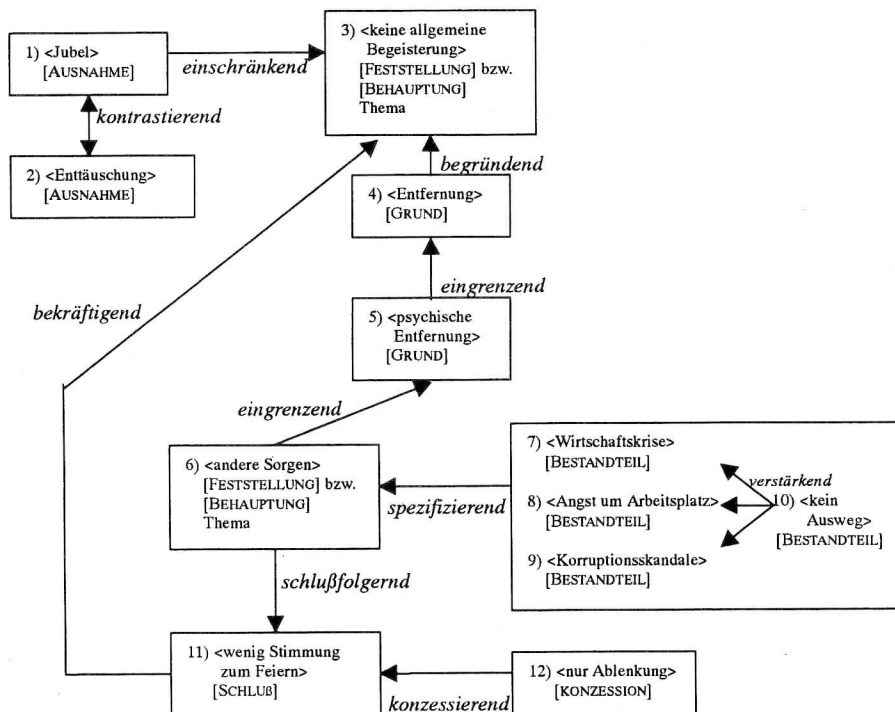 1) <Jubel>
[AUSNAHME]
einschränkend
3) <keine allgemeine
Begeisterung>
[FESTSTELLUNG] bzw.
[BEHAUPTUNG]
Thema
kontrastierend
2) <Enttäuschung>
[AUSNAHME]
begründend
4) <Entfernung>
[GRUND]
eingrenzend
bekräftigend
5) <psychische
Entfernung>
[GRUND]
eingrenzend
6) <andere Sorgen>
[FESTSTELLUNG] bzw.
[BEHAUPTUNG]
Thema
spezifizierend
7) <Wirtschaftskrise>
[BESTANDTEIL]
verstärkend
8) <Angst um Arbeitsplatz>
[BESTANDTEIL]
10) <kein
Ausweg>
[BESTANDTEIL]
9) <Korruptionsskandale>
[BESTANDTEIL]
schlußfolgernd
11) <wenig Stimmung
zum Feiern>
[SCHLUß]
konzessierend
12) <nur Ablenkung>
[KONZESSION]